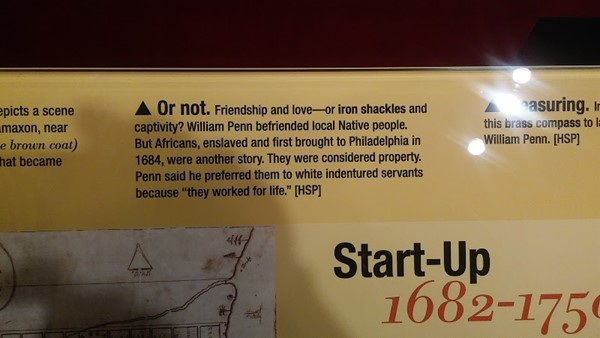 epicts a scene
amaxon, near
e brown coat)
hat became
▲ Or not. Friendship and love—or iron shackles and
captivity? William Penn befriended local Native people.
But Africans, enslaved and first brought to Philadelphia in
1684, were another story. They were considered property.
Penn said he preferred them to white indentured servants
because “they worked for life.” [HSP]
easuring. I
this brass compass to l
William Penn. [HSP]
Start-Up
1682-175